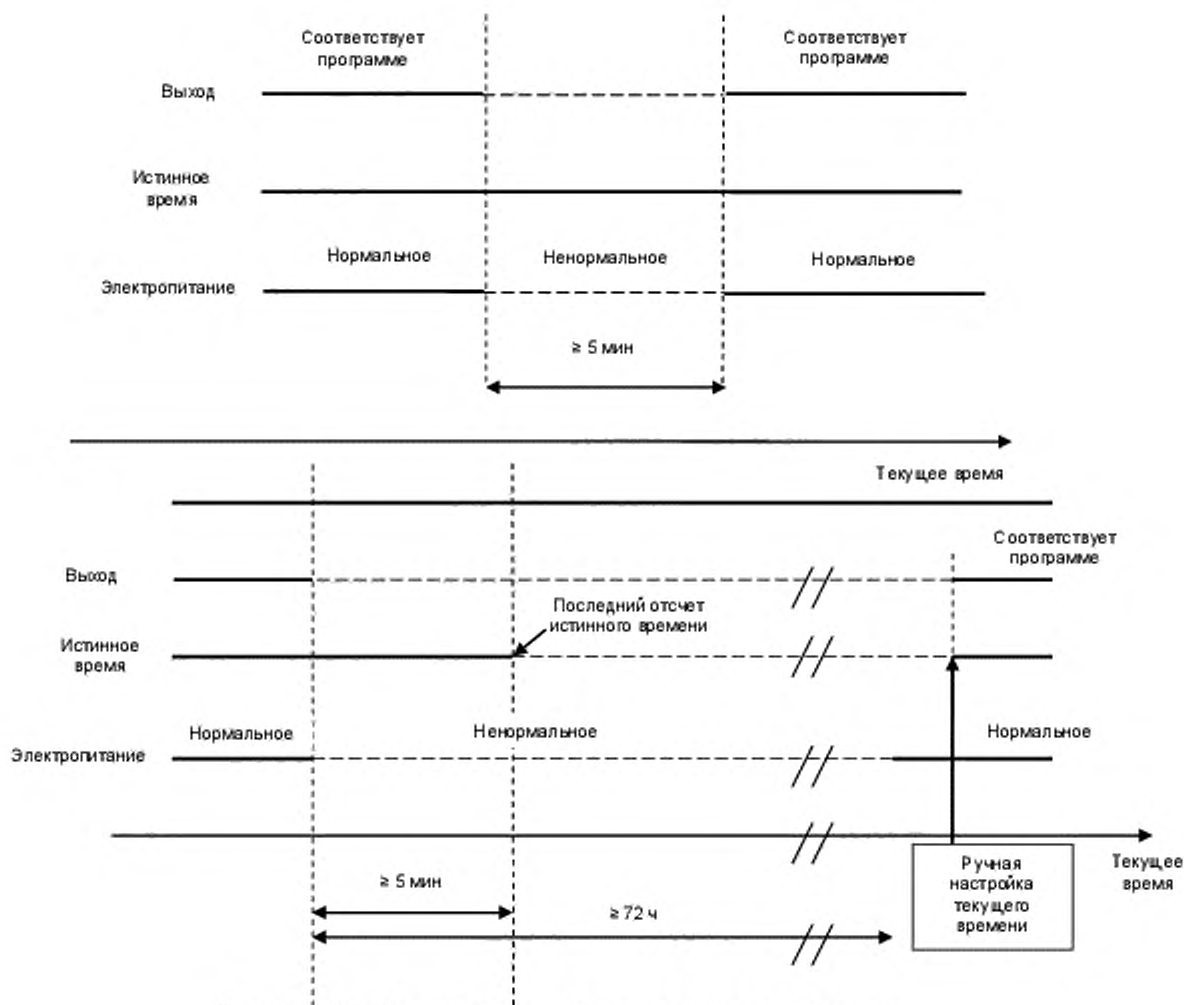 Соответствует
программе
Соответствует
программе
Выход
Истинное
время
Нормальное
Ненормальное
Нормальное
Электропитание
≥ 5 мин
Текущее время
Соответствует
программе
Выход
Последний отсчет
истинного времени
Истинное
время
Нормальное
Ненормальное
Нормальное
Электропитание
Ручная
настройка
текущего
времени
Текущее
время
≥ 5 мин
≥ 72 ч